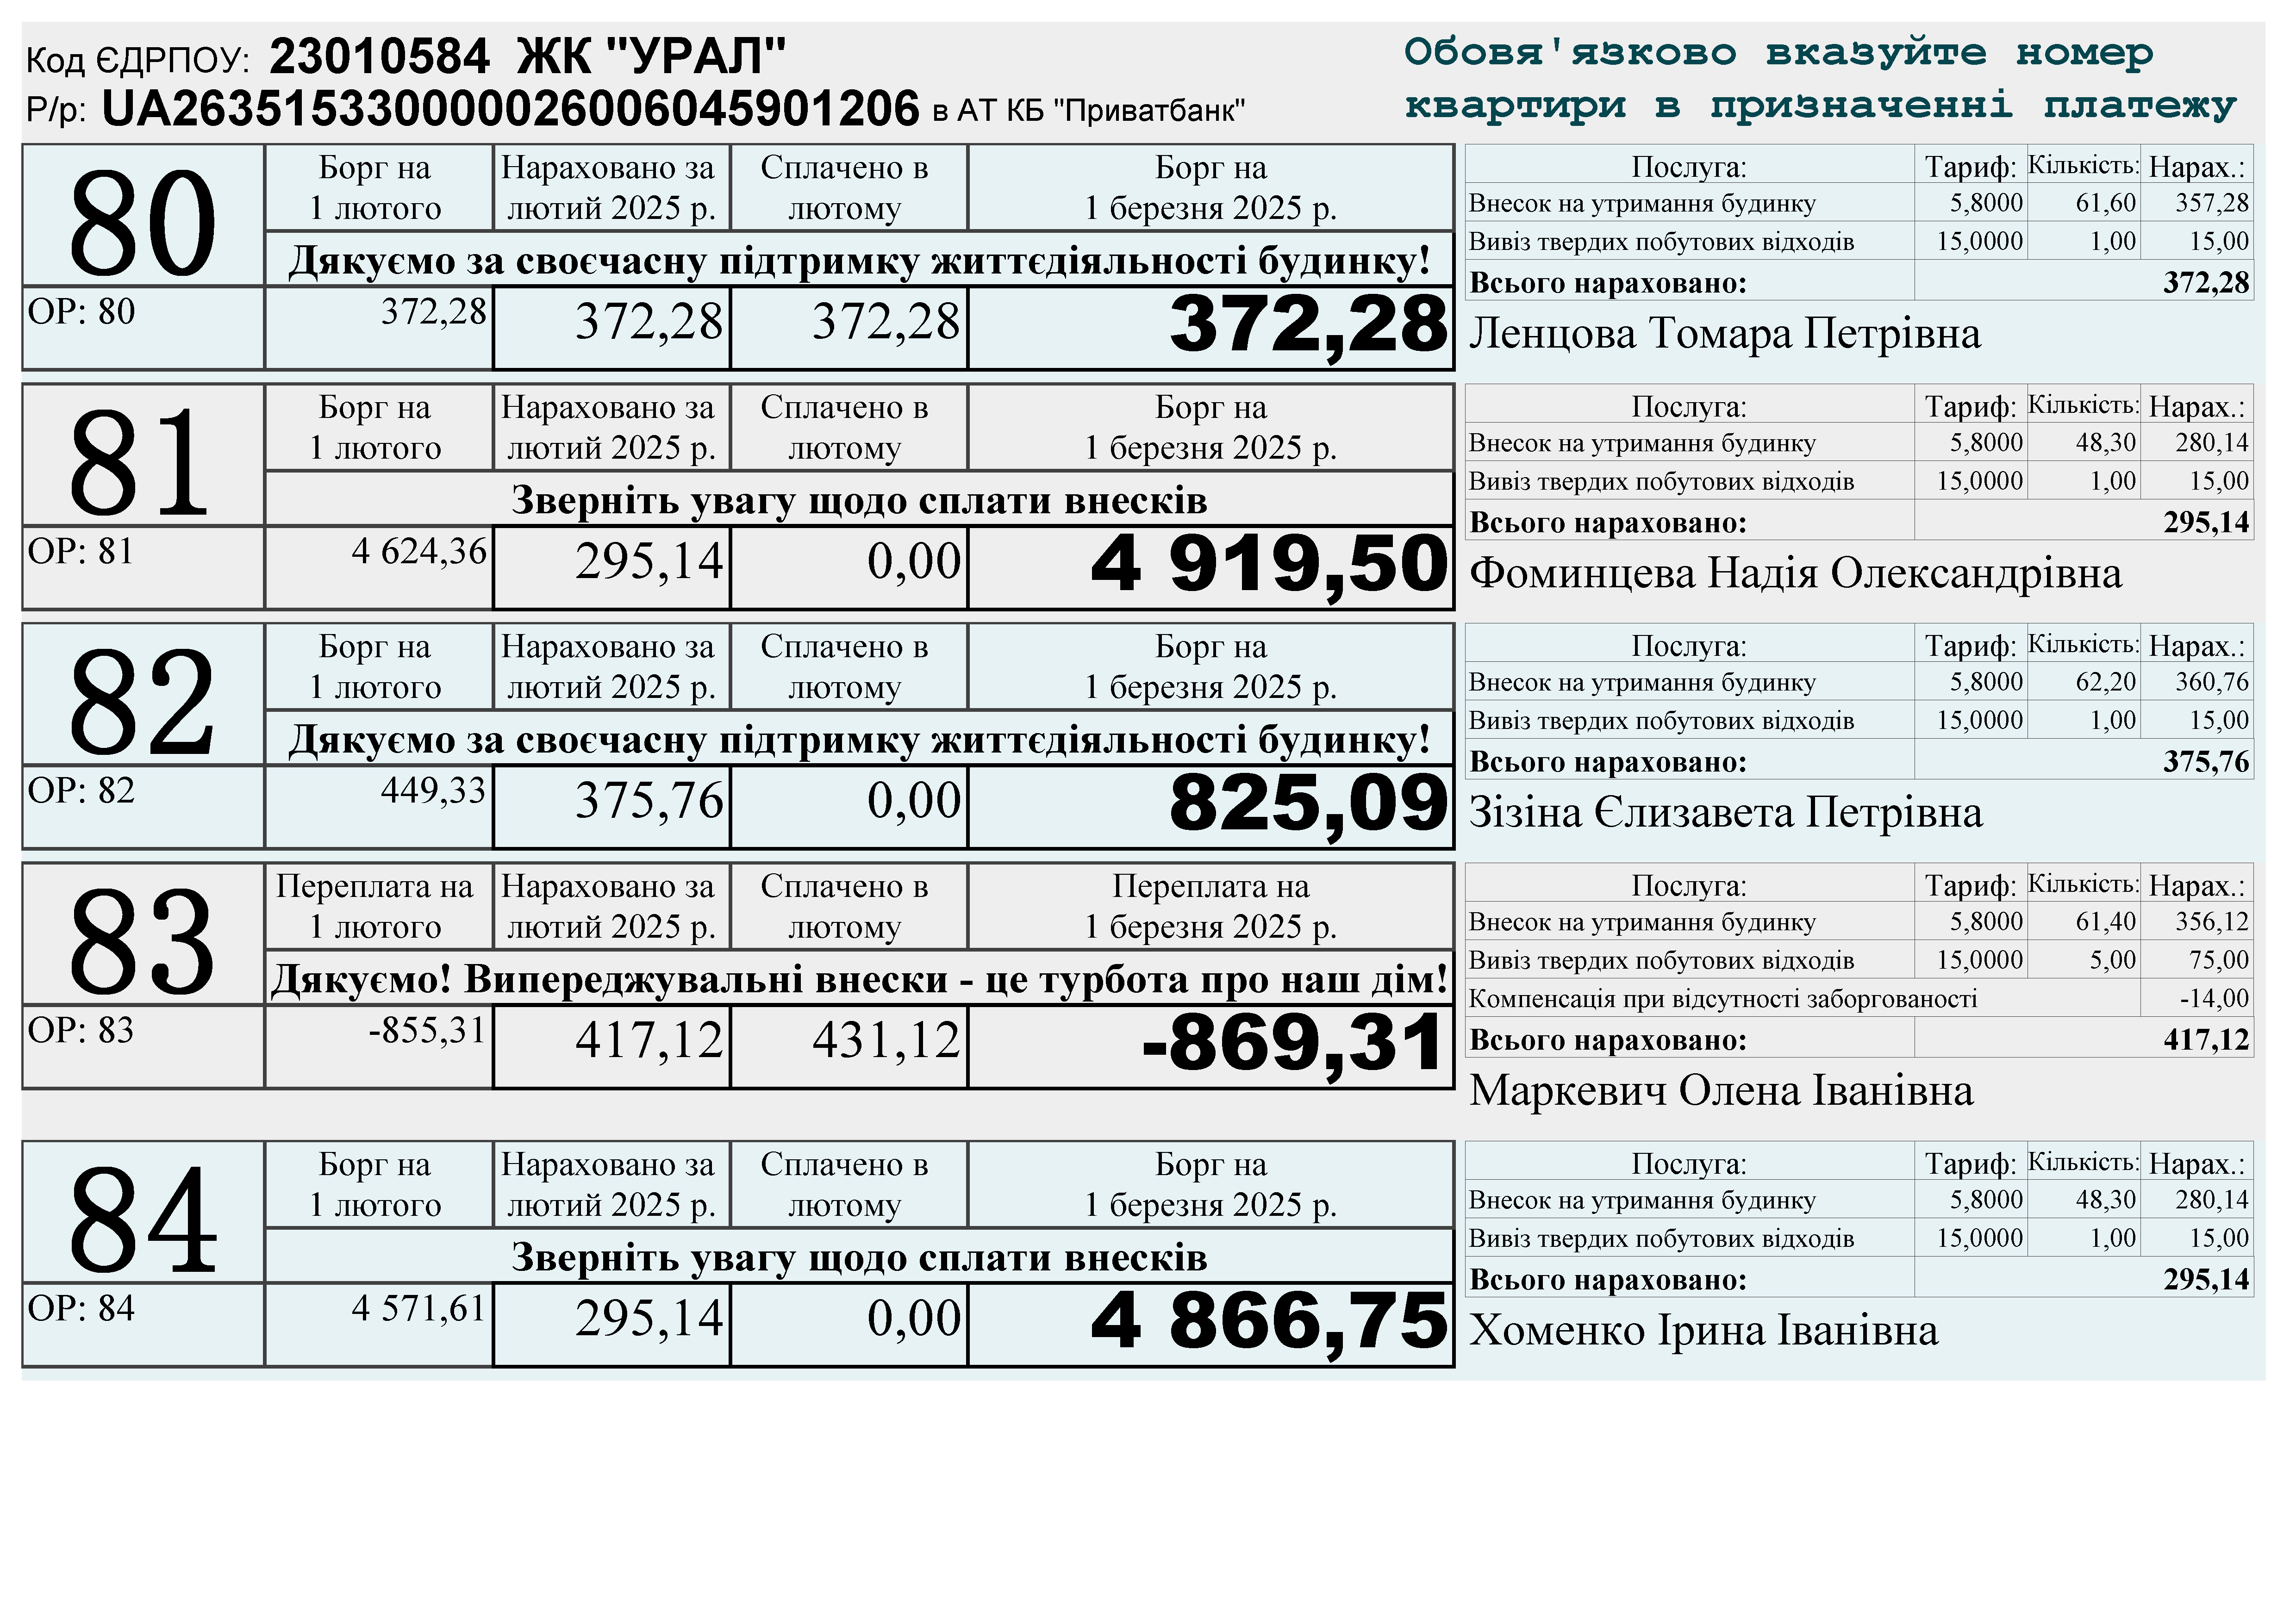 Код ЄДРПОУ: 23010584 ЖК "УРАЛ"
Р/р: UA263515330000026006045901206 в АТ КБ "Приватбанк"
Обовя'язково вказуйте номер
квартири в призначенні платежу
80
Борг на
1 лютого
Нараховано за
лютий 2025 р.
Сплачено в
лютому
Борг на
1 березня 2025 р.
Дякуємо за своєчасну підтримку життєдіяльності будинку!
ОР: 80 372,28 372,28 372,28 372,28
Послуга: Тариф: Кількість: Нарах.:
Внесок на утримання будинку 5,8000 61,60 357,28
Вивіз твердих побутових відходів 15,0000 1,00 15,00
Всього нараховано: 372,28
Ленцова Томара Петрівна
81
Борг на
1 лютого
Нараховано за
лютий 2025 р.
Сплачено в
лютому
Борг на
1 березня 2025 р.
Зверніть увагу щодо сплати внесків
ОР: 81 4 624,36 295,14 0,00 4 919,50
Послуга: Тариф: Кількість: Нарах.:
Внесок на утримання будинку 5,8000 48,30 280,14
Вивіз твердих побутових відходів 15,0000 1,00 15,00
Всього нараховано: 295,14
Фоминцева Надія Олександрівна
82
Борг на
1 лютого
Нараховано за
лютий 2025 р.
Сплачено в
лютому
Борг на
1 березня 2025 р.
Дякуємо за своєчасну підтримку життєдіяльності будинку!
ОР: 82 449,33 375,76 0,00 825,09
Послуга: Тариф: Кількість: Нарах.:
Внесок на утримання будинку 5,8000 62,20 360,76
Вивіз твердих побутових відходів 15,0000 1,00 15,00
Всього нараховано: 375,76
Зізіна Єлизавета Петрівна
83
Переплата на
1 лютого
Нараховано за
лютий 2025 р.
Сплачено в
лютому
Переплата на
1 березня 2025 р.
Дякуємо! Випереджувальні внески - це турбота про наш дім!
ОР: 83 -855,31 417,12 431,12 -869,31
Послуга: Тариф: Кількість: Нарах.:
Внесок на утримання будинку 5,8000 61,40 356,12
Вивіз твердих побутових відходів 15,0000 5,00 75,00
Компенсація при відсутності заборгованості -14,00
Всього нараховано: 417,12
Маркевич Олена Іванівна
84
Борг на
1 лютого
Нараховано за
лютий 2025 р.
Сплачено в
лютому
Борг на
1 березня 2025 р.
Зверніть увагу щодо сплати внесків
ОР: 84 4 571,61 295,14 0,00 4 866,75
Послуга: Тариф: Кількість: Нарах.:
Внесок на утримання будинку 5,8000 48,30 280,14
Вивіз твердих побутових відходів 15,0000 1,00 15,00
Всього нараховано: 295,14
Хоменко Ірина Іванівна